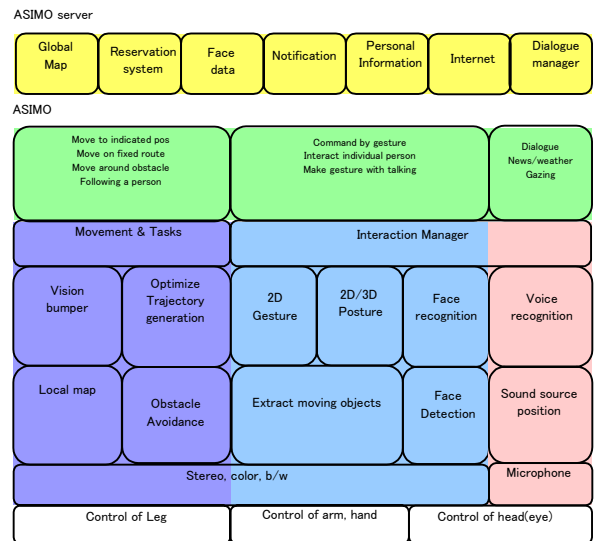 ASIMO server
Global
Map
Reservation
system
Face
data
Notification
Personal
Information
Internet
Dialogue
manager
ASIMO
Move to indicated pos
Move on fixed route
Move around obstacle
Following a person
Command by gesture
Interact individual person
Make gesture with talking
Dialogue
News/weather
Gazing
Movement & Tasks
Interaction Manager
Vision
bumper
Optimize
Trajectory
generation
2D
Gesture
2D/3D
Posture
Face
recognition
Voice
recognition
Local map
Obstacle
Avoidance
Extract moving objects
Face
Detection
Sound source
position
Stereo, color, b/w
Microphone
Control of Leg
Control of arm, hand
Control of head(eye)